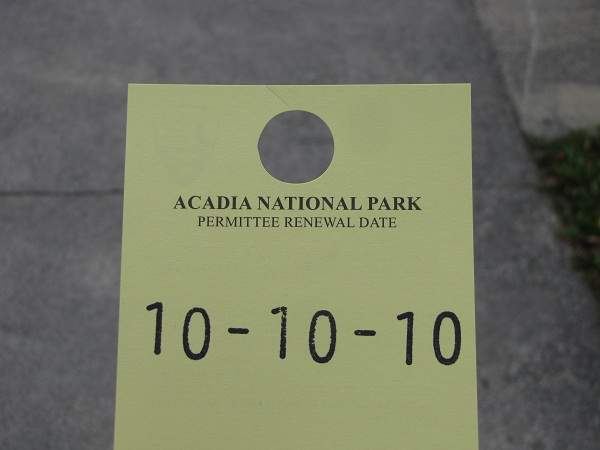 ACADIA NATIONAL PARK
PERMITTEE RENEWAL DATE
10-10-10